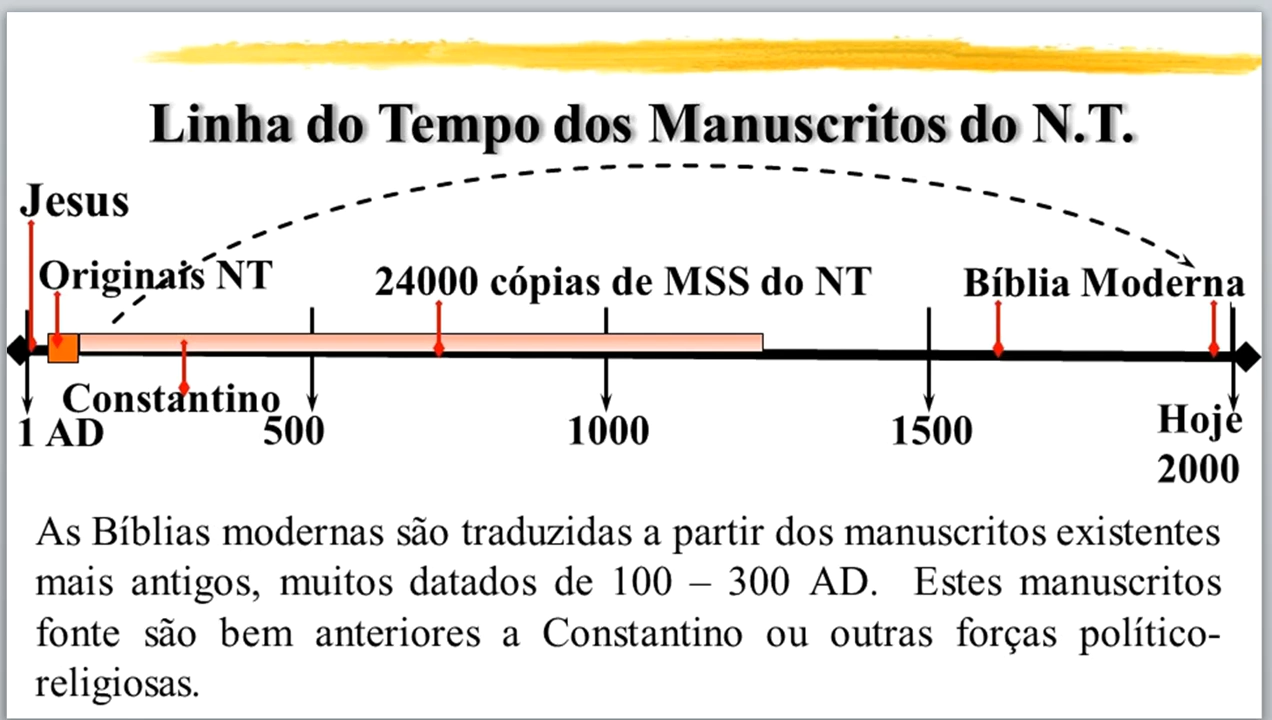 Linha do Tempo dos Manuscritos do N.T.
Jesus
Originais NT
24000 cópias de MSS do NT
Bíblia Moderna
Constantino
1 AD
500
1000
1500
Hoje
2000
As Bíblias modernas são traduzidas a partir dos manuscritos existentes
mais antigos, muitos datados de 100 – 300 AD. Estes manuscritos
fonte são bem anteriores a Constantino ou outras forças político-
religiosas.